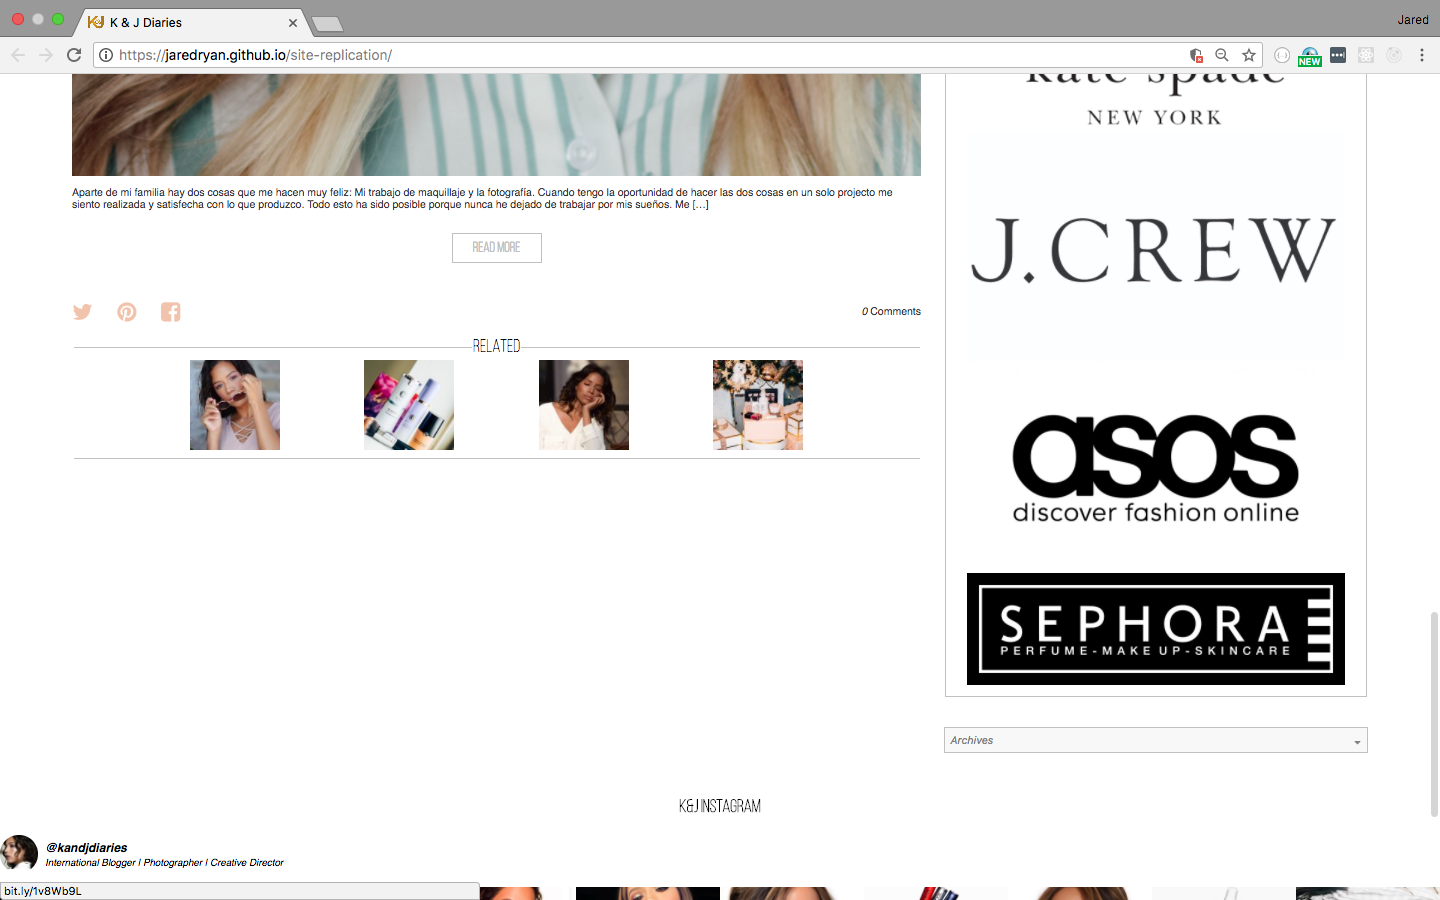 K & J Diaries
Jared
https://jaredryan.github.io/site-replication/
NEW
kate spade
NEW YORK
Aparte de mi familia hay dos cosas que me hacen muy feliz: Mi trabajo de maquillaje y la fotografía. Cuando tengo la oportunidad de hacer las dos cosas en un solo projecto me
siento realizada y satisfecha con lo que produzco. Todo esto ha sido posible porque nunca he dejado de trabajar por mis sueños. Me [...]
READ MORE
J.CREW
0 Comments
RELATED
asos
discover fashion online
SEPHORA
PERFUME-MAKE UP-SKINCARE
Archives
K&J INSTAGRAM
@kandjdiaries
International Blogger | Photographer | Creative Director
bit.ly/1v8Wb9L